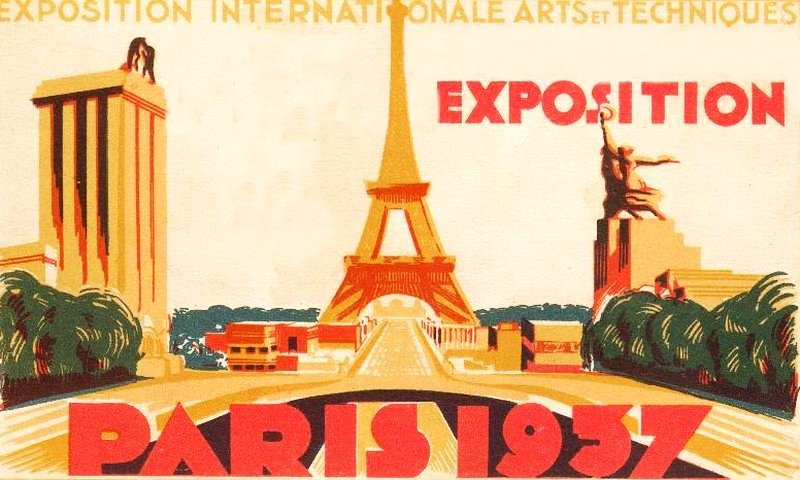 EXPOSITION INTERNATIONALE ARTS ET TECHNIQUES
EXPOSITION
PARIS 1937